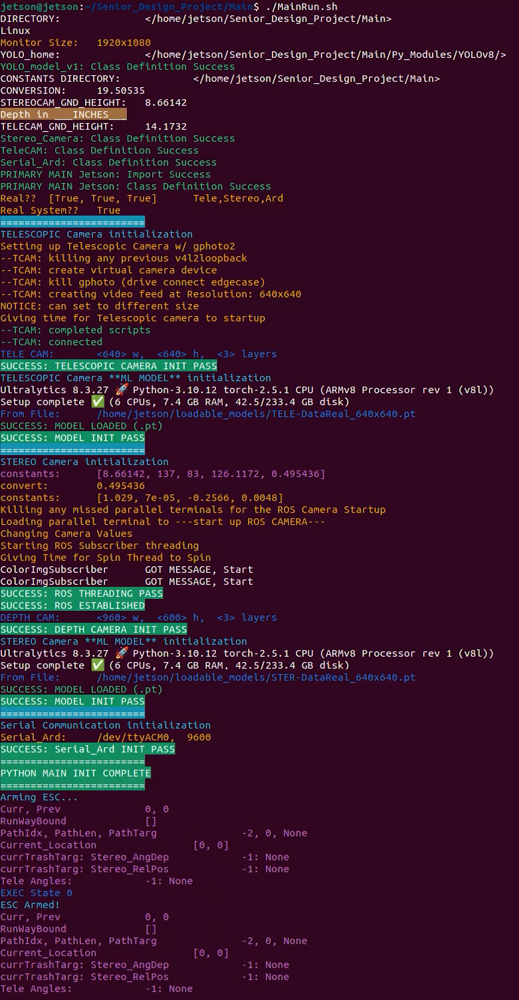 jetson@jetson:~/Senior_Design_Project/Main$ ./MainRun.sh
DIRECTORY: </home/jetson/Senior_Design_Project/Main>
Linux
Monitor Size: 1920x1080
YOLO_home: </home/jetson/Senior_Design_Project/Main/Py_Modules/YOLOv8/>
YOLO_model_v1: Class Definition Success
CONSTANTS DIRECTORY: </home/jetson/Senior_Design_Project/Main>
CONVERSION: 19.50535
STEREOCAM_GND_HEIGHT: 8.66142
Depth in ___INCHES___
TELECAM_GND_HEIGHT: 14.1732
Stereo_Camera: Class Definition Success
TeleCAM: Class Definition Success
Serial_Ard: Class Definition Success
PRIMARY MAIN Jetson: Import Success
PRIMARY MAIN Jetson: Class Definition Success
Real?? [True, True, True] Tele,Stereo,Ard
Real System?? True
========================
TELESCOPIC Camera initialization
Setting up Telescopic Camera w/ gphoto2
--TCAM: killing any previous v4l2loopback
--TCAM: create virtual camera device
--TCAM: kill gphoto (drive connect edgecase)
--TCAM: creating video feed at Resolution: 640x640
NOTICE: can set to different size
Giving time for Telescopic camera to startup
--TCAM: completed scripts
--TCAM: connected
TELE CAM: <640> w, <640> h, <3> layers
SUCCESS: TELESCOPIC CAMERA INIT PASS
TELESCOPIC Camera **ML MODEL** initialization
Ultralytics 8.3.27 🚀 Python-3.10.12 torch-2.5.1 CPU (ARMv8 Processor rev 1 (v8l))
Setup complete ✅ (6 CPUs, 7.4 GB RAM, 42.5/233.4 GB disk)
From File: /home/jetson/loadable_models/TELE-DataReal_640x640.pt
SUCCESS: MODEL LOADED (.pt)
SUCCESS: MODEL INIT PASS
========================
STEREO Camera initialization
constants: [8.66142, 137, 83, 126.1172, 0.495436]
convert: 0.495436
constants: [1.029, 7e-05, -0.2566, 0.0048]
Killing any missed parallel terminals for the ROS Camera Startup
Loading parallel terminal to ---start up ROS CAMERA---
Changing Camera Values
Starting ROS Subscriber threading
Giving Time for Spin Thread to Spin
ColorImgSubscriber GOT MESSAGE, Start
ColorImgSubscriber GOT MESSAGE, Start
SUCCESS: ROS THREADING PASS
SUCCESS: ROS ESTABLISHED
DEPTH CAM: <960> w, <600> h, <3> layers
SUCCESS: DEPTH CAMERA INIT PASS
STEREO Camera **ML MODEL** initialization
Ultralytics 8.3.27 🚀 Python-3.10.12 torch-2.5.1 CPU (ARMv8 Processor rev 1 (v8l))
Setup complete ✅ (6 CPUs, 7.4 GB RAM, 42.5/233.4 GB disk)
From File: /home/jetson/loadable_models/STER-DataReal_640x640.pt
SUCCESS: MODEL LOADED (.pt)
SUCCESS: MODEL INIT PASS
========================
Serial Communication initialization
Serial_Ard: /dev/ttyACM0, 9600
SUCCESS: Serial_Ard INIT PASS
========================
PYTHON MAIN INIT COMPLETE
========================
Arming ESC...
Curr, Prev 0, 0
RunWayBound []
PathIdx, PathLen, PathTarg -2, 0, None
Current_Location [0, 0]
currTrashTarg: Stereo_AngDep -1: None
currTrashTarg: Stereo_RelPos -1: None
Tele Angles: -1: None
EXEC State 0
ESC Armed!
Curr, Prev 0, 0
RunWayBound []
PathIdx, PathLen, PathTarg -2, 0, None
Current_Location [0, 0]
currTrashTarg: Stereo_AngDep -1: None
currTrashTarg: Stereo_RelPos -1: None
Tele Angles: -1: None